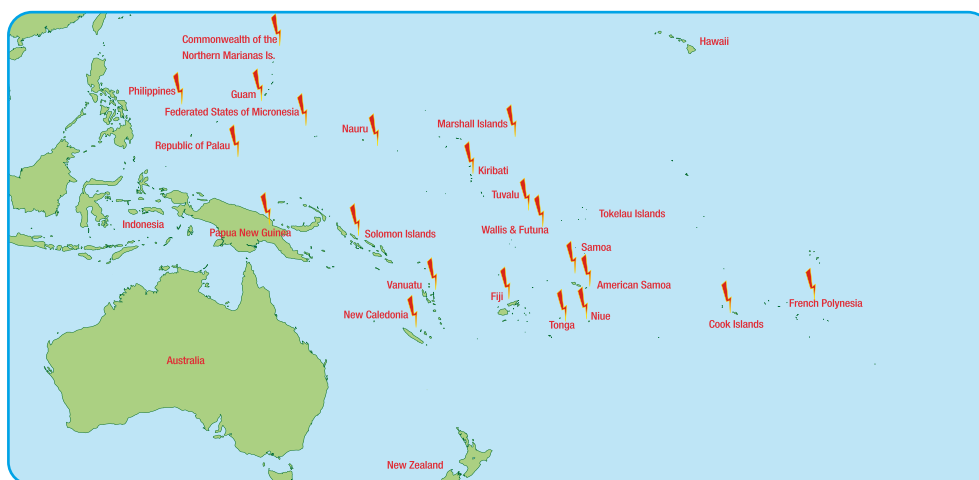 Commonwealth of the
Northern Marianas Is.
Hawaii
Philippines
Guam
Federated States of Micronesia
Nauru
Marshall Islands
Republic of Palau
Kiribati
Tuvalu
Tokelau Islands
Indonesia
Papua New Guinea
Solomon Islands
Wallis & Futuna
Samoa
Vanuatu
Fiji
American Samoa
New Caledonia
Tonga
Niue
Cook Islands
French Polynesia
Australia
New Zealand